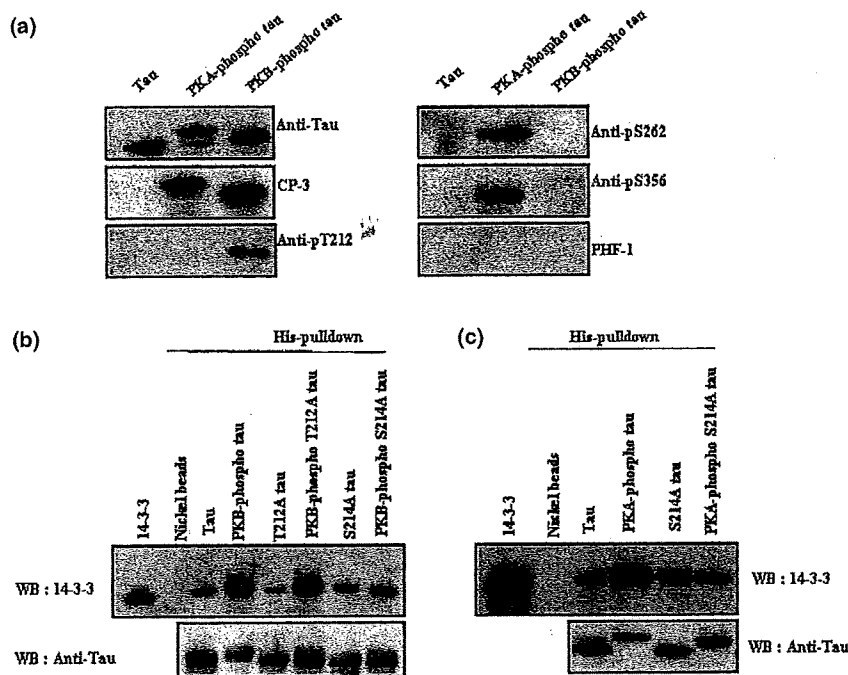 (a)
Tau
PKA-phospho tau
PKB-phospho tau
Anti-Tau
CP-3
Anti-pT212
Tau
PKA-phospho tau
PKB-phospho tau
Anti-pS262
Anti-pS356
PHF-1
(b)
His-pulldown
14-3-3
Nickel beads
Tau
PKB-phospho tau
T212A tau
PKB-phospho T212A tau
S214A tau
PKB-phospho S214A tau
WB : 14-3-3
WB : Anti-Tau
(c)
His-pulldown
14-3-3
Nickel beads
Tau
PKA-phospho tau
S214A tau
PKA-phospho S214A tau
WB : 14-3-3
WB : Anti-Tau